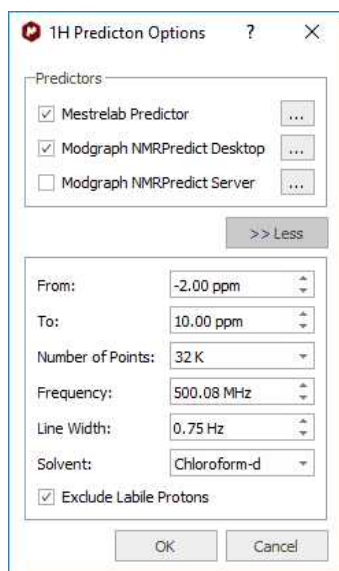 1H Predicton Options ?
Predictors
Mestrelab Predictor ...
Modgraph NMRPredict Desktop ...
Modgraph NMRPredict Server ...
>> Less
From: -2.00 ppm
To: 10.00 ppm
Number of Points: 32 K
Frequency: 500.08 MHz
Line Width: 0.75 Hz
Solvent: Chloroform-d
Exclude Labile Protons
OK Cancel